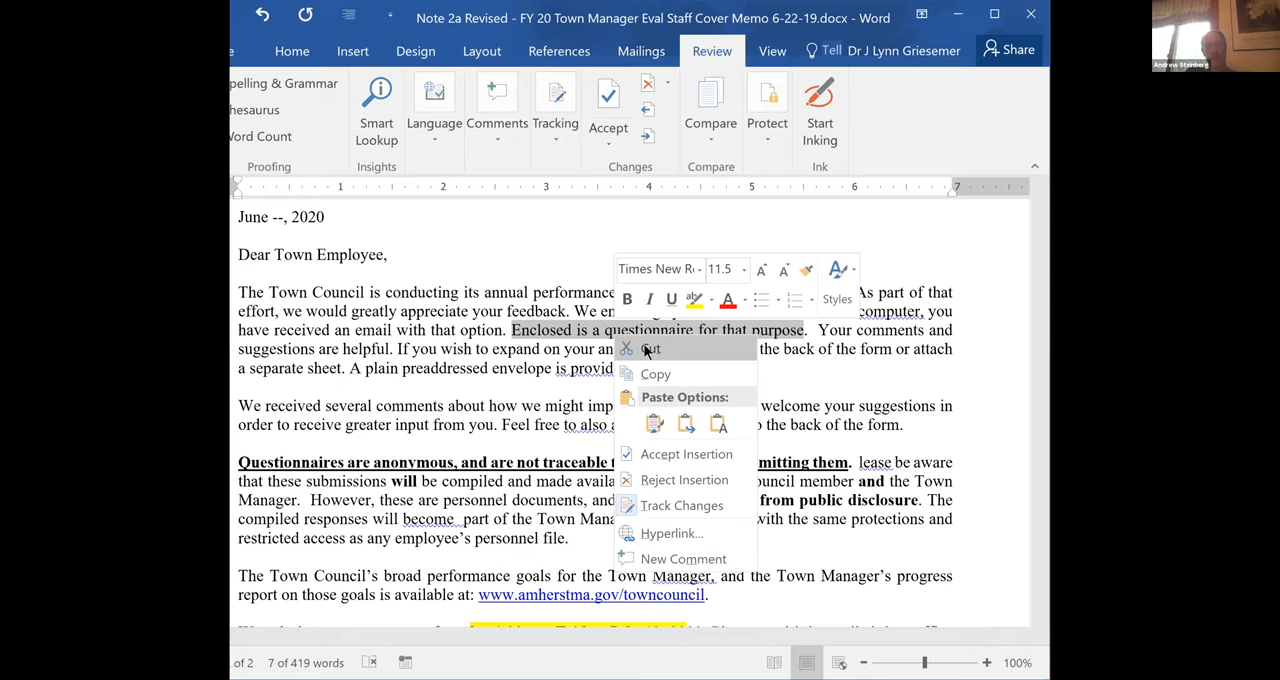 Note 2a Revised - FY 20 Town Manager Eval Staff Cover Memo 6-22-19.docx - Word
Andrew Steinberg
e Home Insert Design Layout References Mailings Review View Tell Dr J Lynn Griesemer Share
pelling & Grammar
hesaurus
Word Count
Smart Lookup
Language
Comments
Tracking
Accept
Compare
Protect
Start Inking
Proofing Insights Changes Compare Ink
1 2 3 4 5 6 7
June --, 2020
Dear Town Employee,
Times New R 11.5
B I U ab A Styles
The Town Council is conducting its annual performance As part of that
effort, we would greatly appreciate your feedback. We en computer, you
have received an email with that option. Enclosed is a questionnaire for that purpose. Your comments and
suggestions are helpful. If you wish to expand on your an the back of the form or attach
a separate sheet. A plain preaddressed envelope is provid
Cut
Copy
Paste Options:
Accept Insertion
Reject Insertion
Track Changes
Hyperlink...
New Comment
We received several comments about how we might imp welcome your suggestions in
order to receive greater input from you. Feel free to also a o the back of the form.
Questionnaires are anonymous, and are not traceable t mitting them. lease be aware
that these submissions will be compiled and made availa ouncil member and the Town
Manager. However, these are personnel documents, and from public disclosure. The
compiled responses will become part of the Town Mana with the same protections and
restricted access as any employee's personnel file.
The Town Council's broad performance goals for the Town Manager, and the Town Manager's progress
report on those goals is available at: www.amherstma.gov/towncouncil.
of 2 7 of 419 words 100%